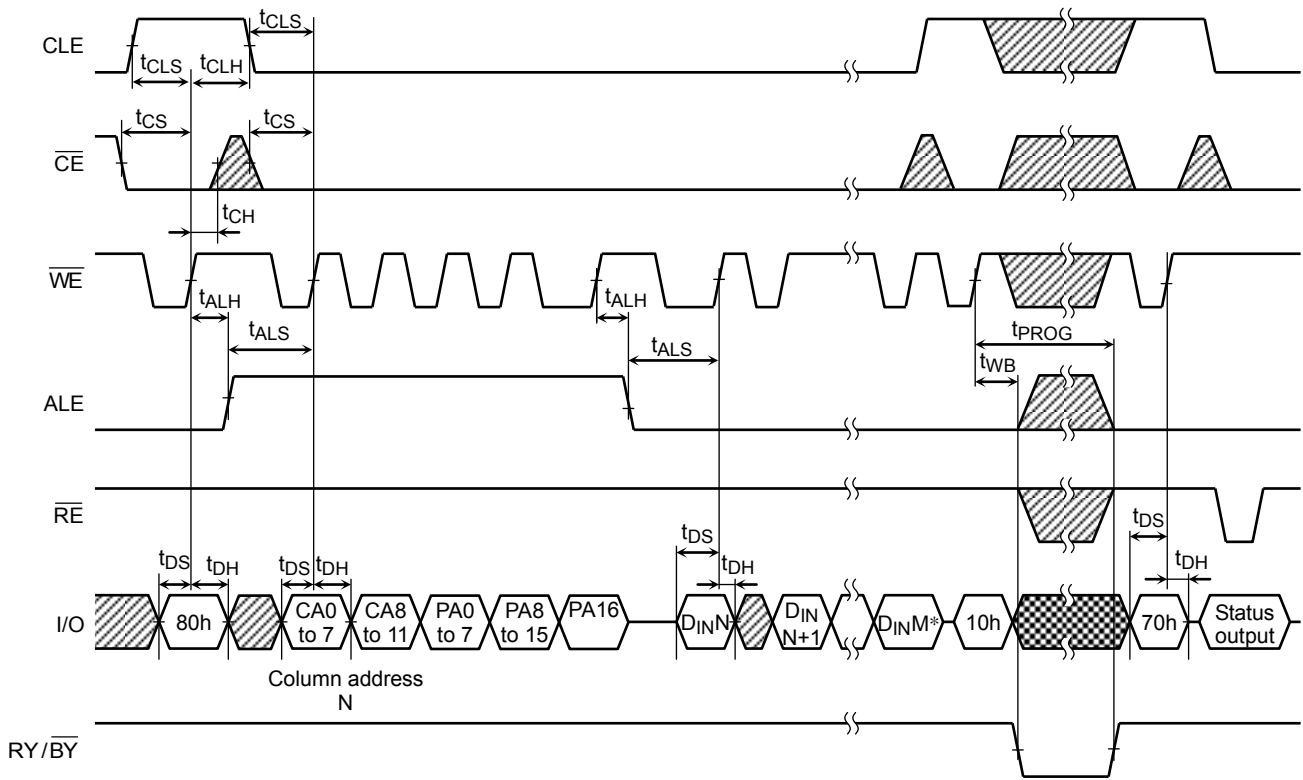 CLE
tCLS
tCLS
tCLH
CE
tCS
tCS
tCH
WE
tALH
tALS
tALH
tALS
tPROG
tWB
ALE
RE
tDS
tDH
tDS
tDH
tDS
tDH
tDS
tDH
I/O
80h
CA0 to 7
CA8 to 11
PA0 to 7
PA8 to 15
PA16
DINN
DIN N+1
DINM*
10h
70h
Status output
Column address
N
RY/BY